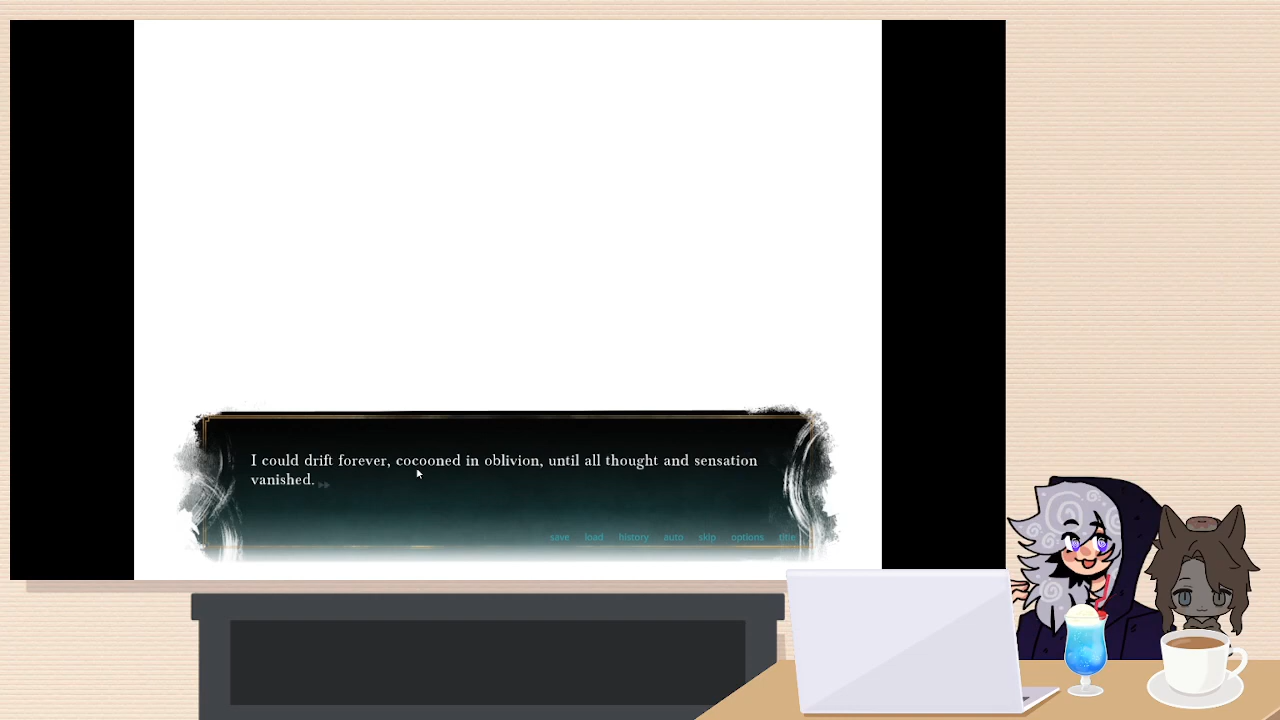 I could drift forever, cocooned in oblivion, until all thought and sensation
vanished.
save load history auto skip options title